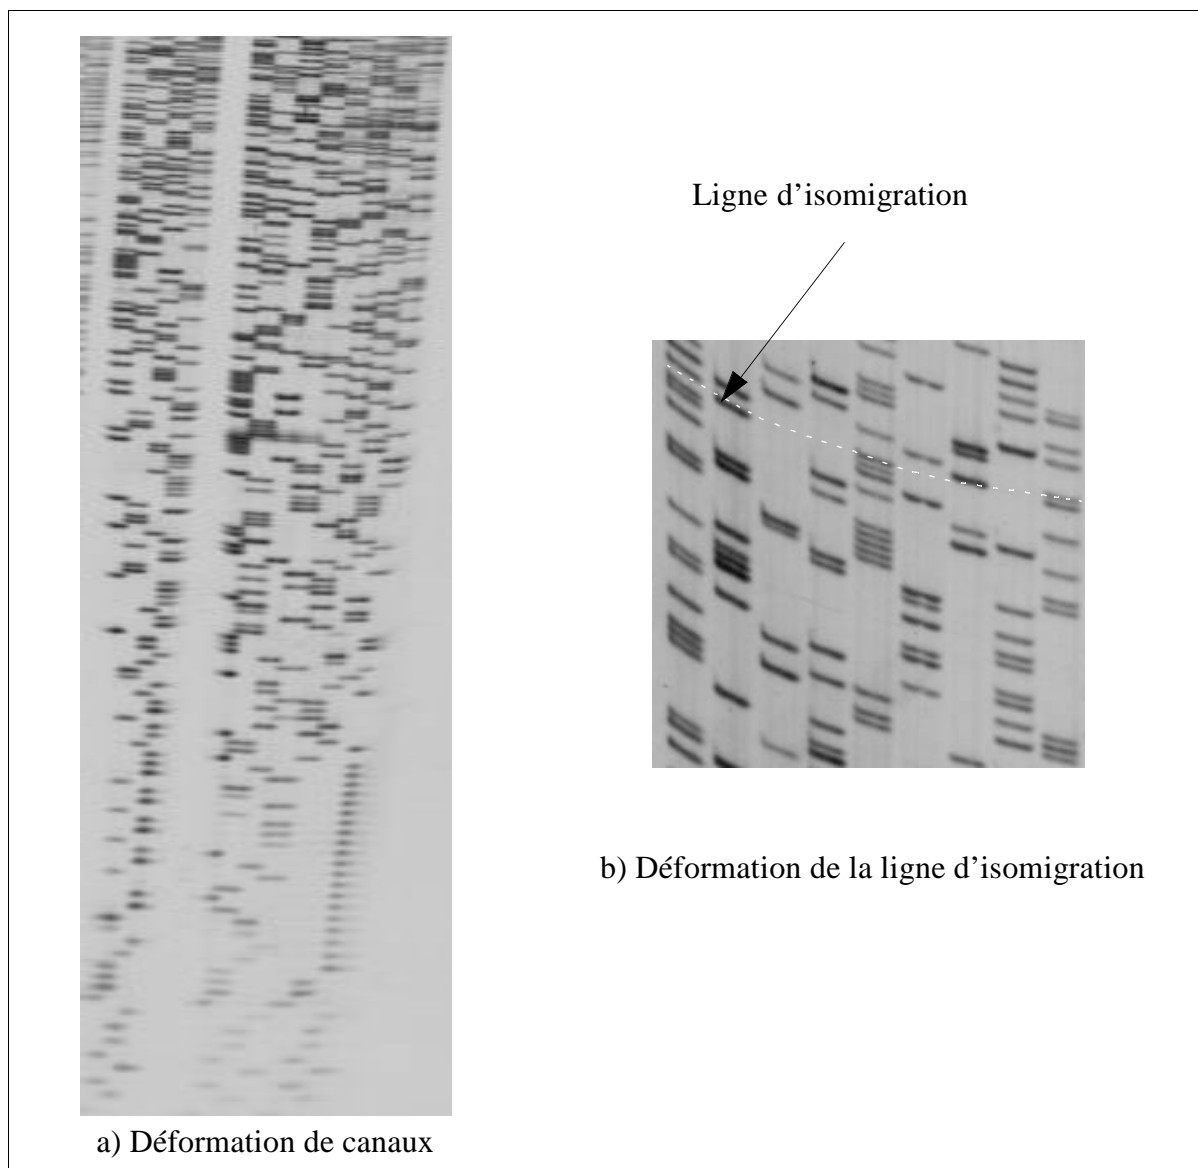 Ligne d’isomigration
b) Déformation de la ligne d’isomigration
a) Déformation de canaux